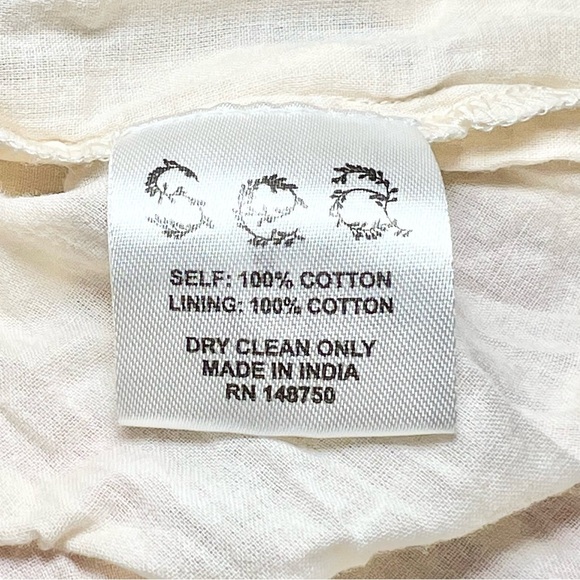 SELF: 100% COTTON
LINING: 100% COTTON
DRY CLEAN ONLY
MADE IN INDIA
RN 148750